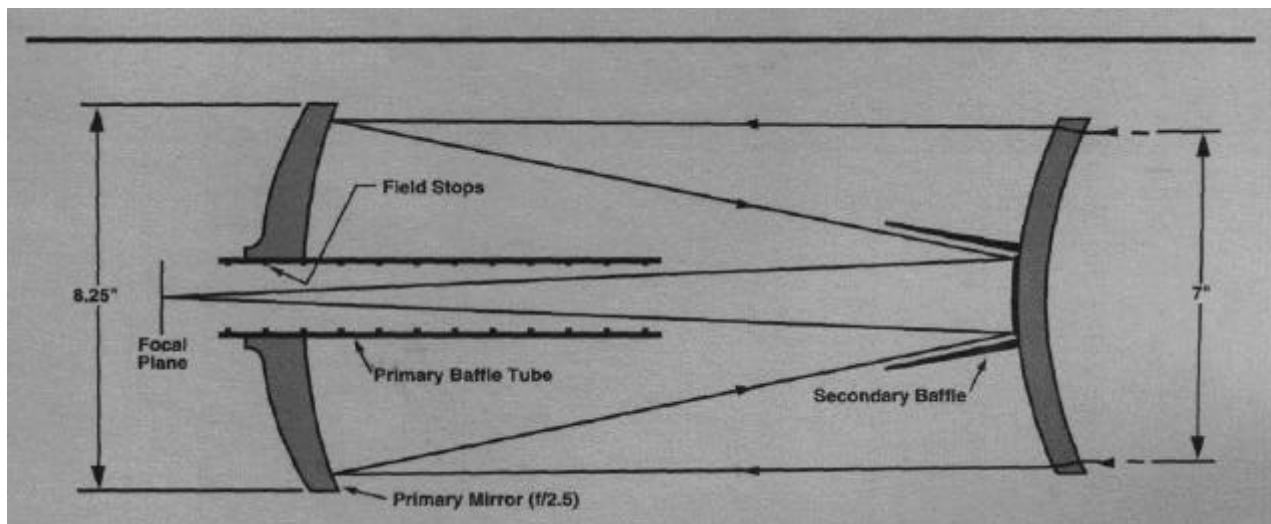 Field Stops
8.25"
7"
Focal
Plane
Primary Baffle Tube
Secondary Baffle
Primary Mirror (f/2.5)